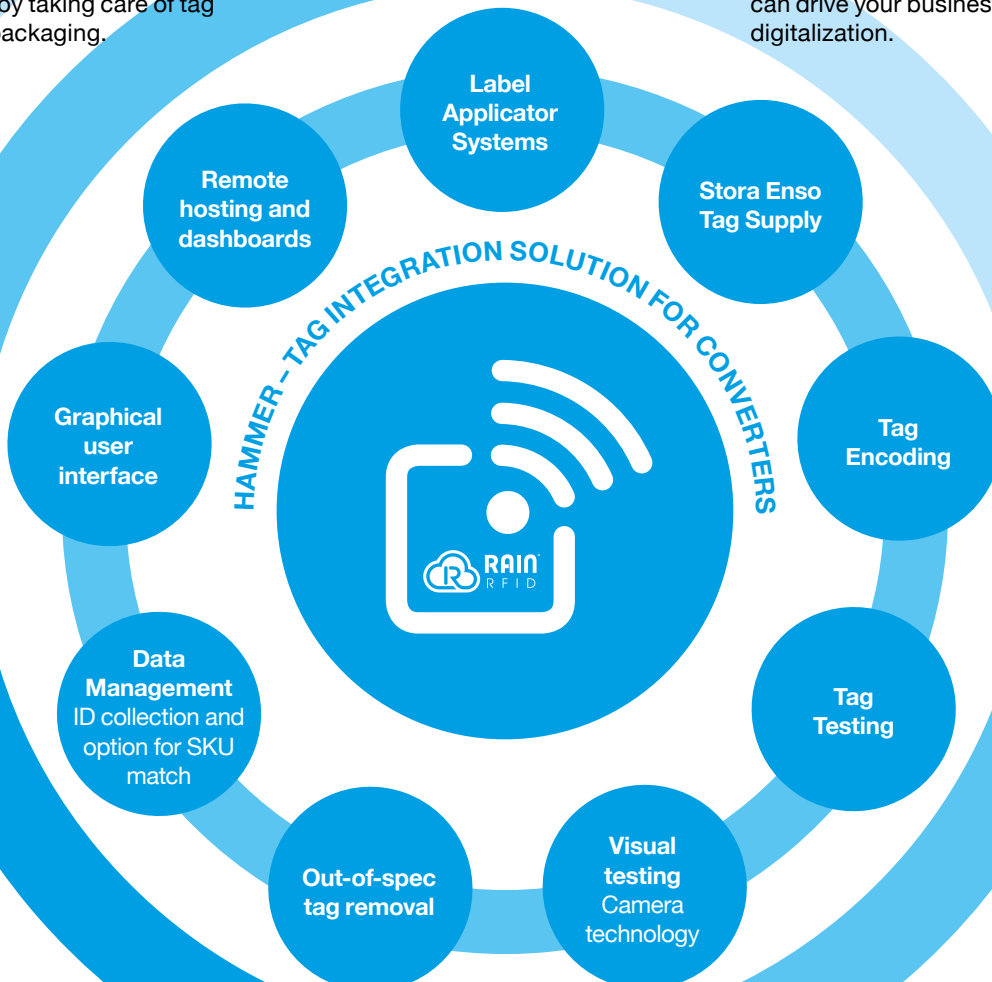 by taking care of tag
packaging.
can drive your busines
digitalization.
Label
Applicator
Systems
Remote
hosting and
dashboards
Stora Enso
Tag Supply
HAMMER – TAG INTEGRATION SOLUTION FOR CONVERTERS
Graphical
user
interface
Tag
Encoding
RAIN
RFID
Data
Management
ID collection and
option for SKU
match
Tag
Testing
Out-of-spec
tag removal
Visual
testing
Camera
technology